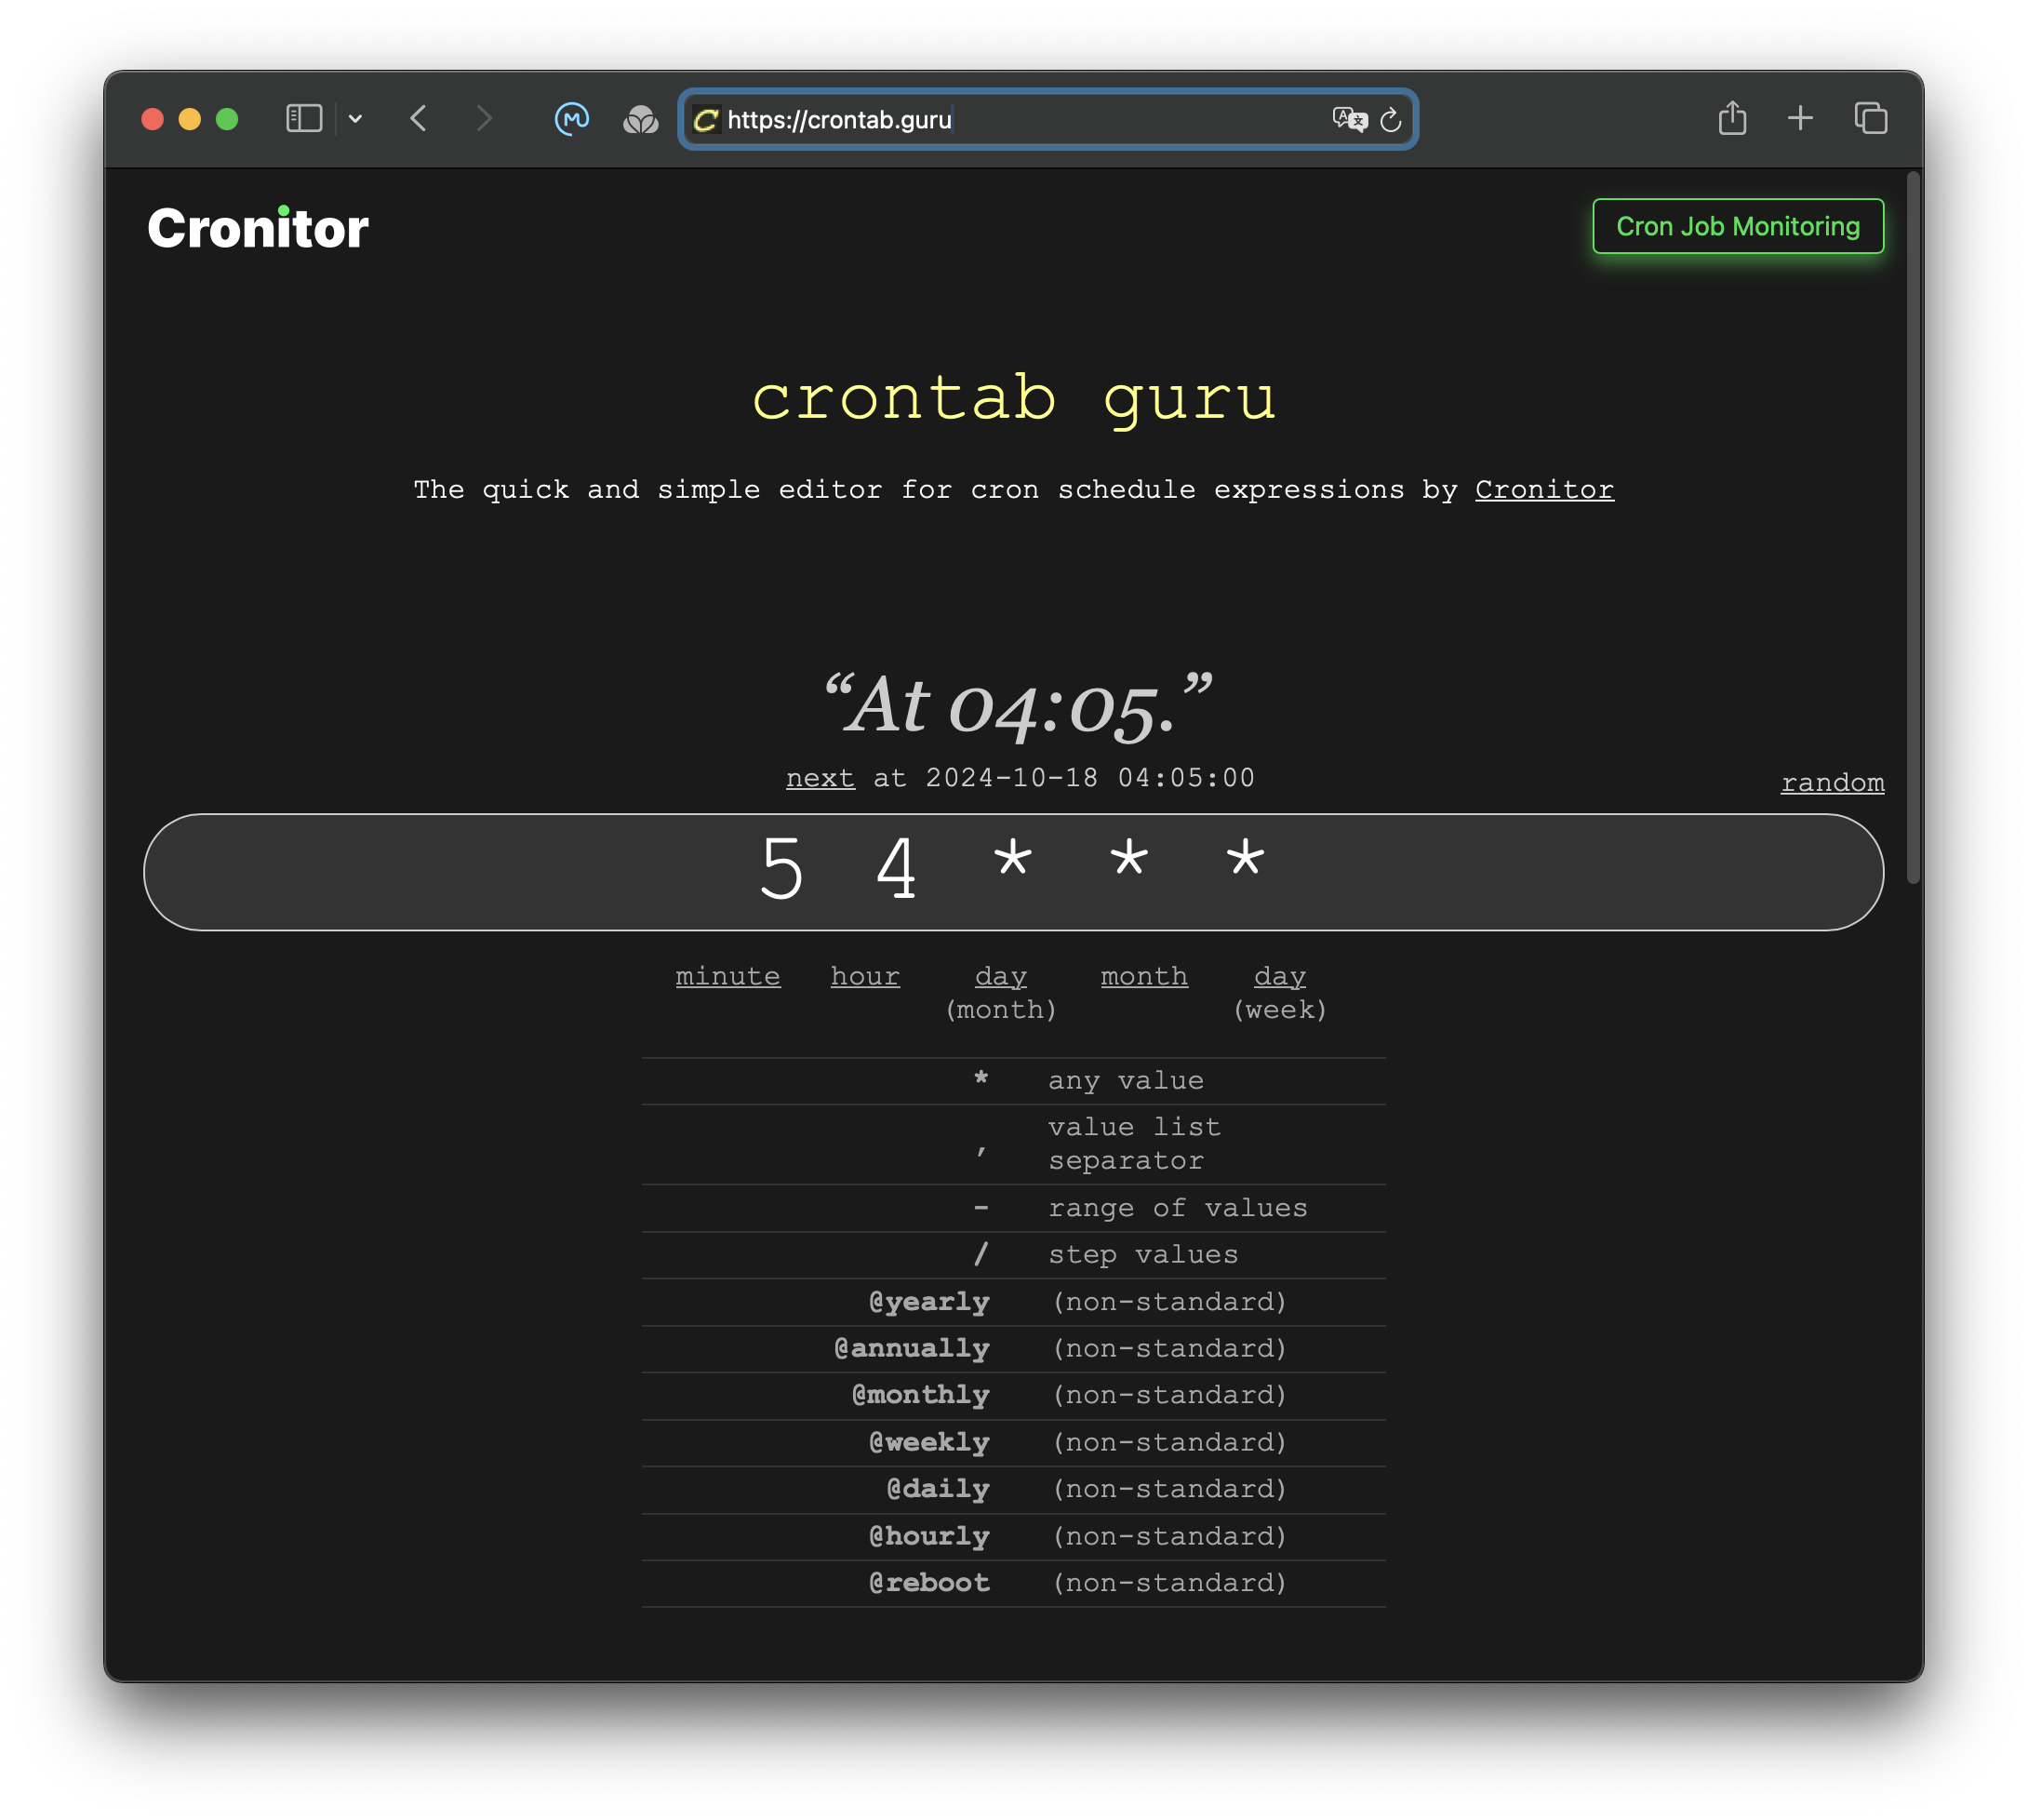 https://crontab.guru
Cronitor
Cron Job Monitoring
crontab guru
The quick and simple editor for cron schedule expressions by Cronitor
“At 04:05.”
next at 2024-10-18 04:05:00
random
5 4 * * *
minute hour day (month) month day (week)
* any value
, value list separator
- range of values
/ step values
@yearly (non-standard)
@annually (non-standard)
@monthly (non-standard)
@weekly (non-standard)
@daily (non-standard)
@hourly (non-standard)
@reboot (non-standard)